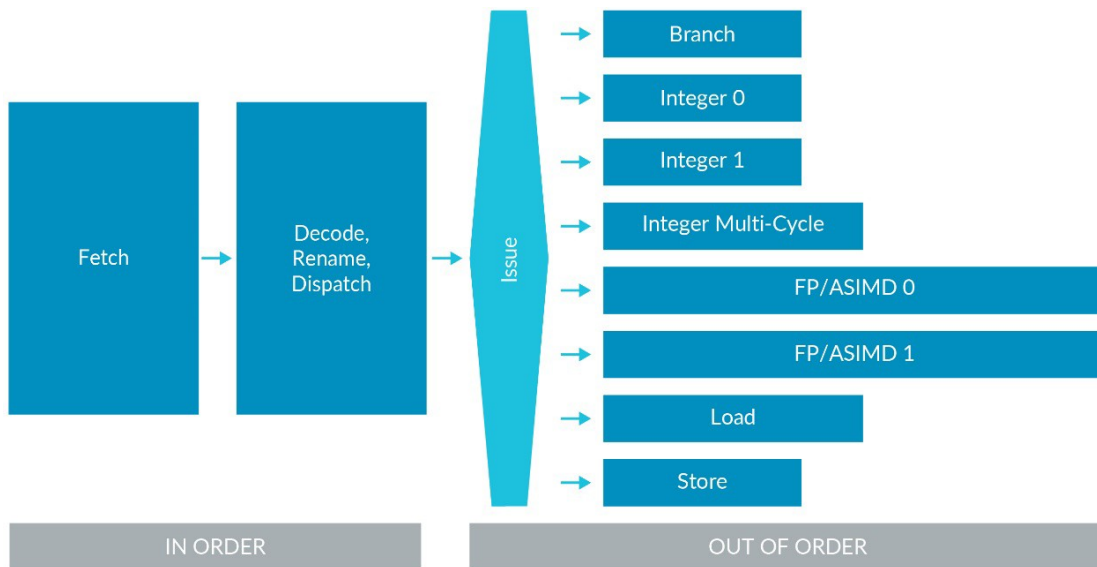 Fetch
Decode,
Rename,
Dispatch
Issue
Branch
Integer 0
Integer 1
Integer Multi-Cycle
FP/ASIMD 0
FP/ASIMD 1
Load
Store
IN ORDER
OUT OF ORDER